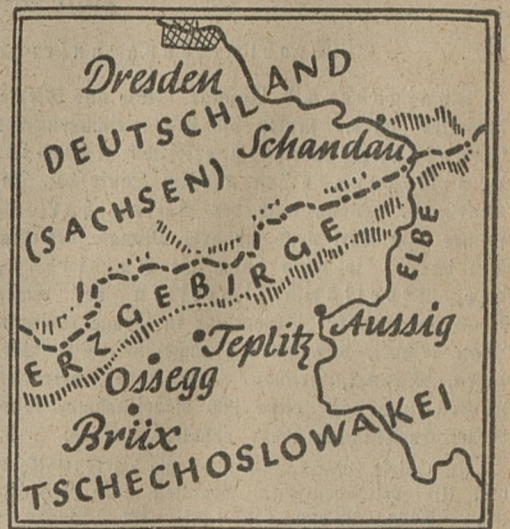 Dresden
DEUTSCHLAND
Schandau
(SACHSEN)
ELBE
ERZGEBIRGE
Aussig
Teplitz
Ossegg
Brüx
TSCHECHOSLOWAKEI